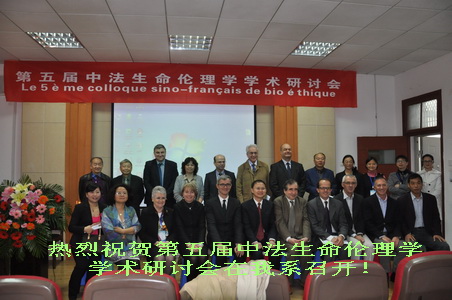 第五届中法生命伦理学学术研讨会
Le 5 è me colloque sino-français de bio é thique
热烈祝贺第五届中法生命伦理学
学术研讨会在我系召开！